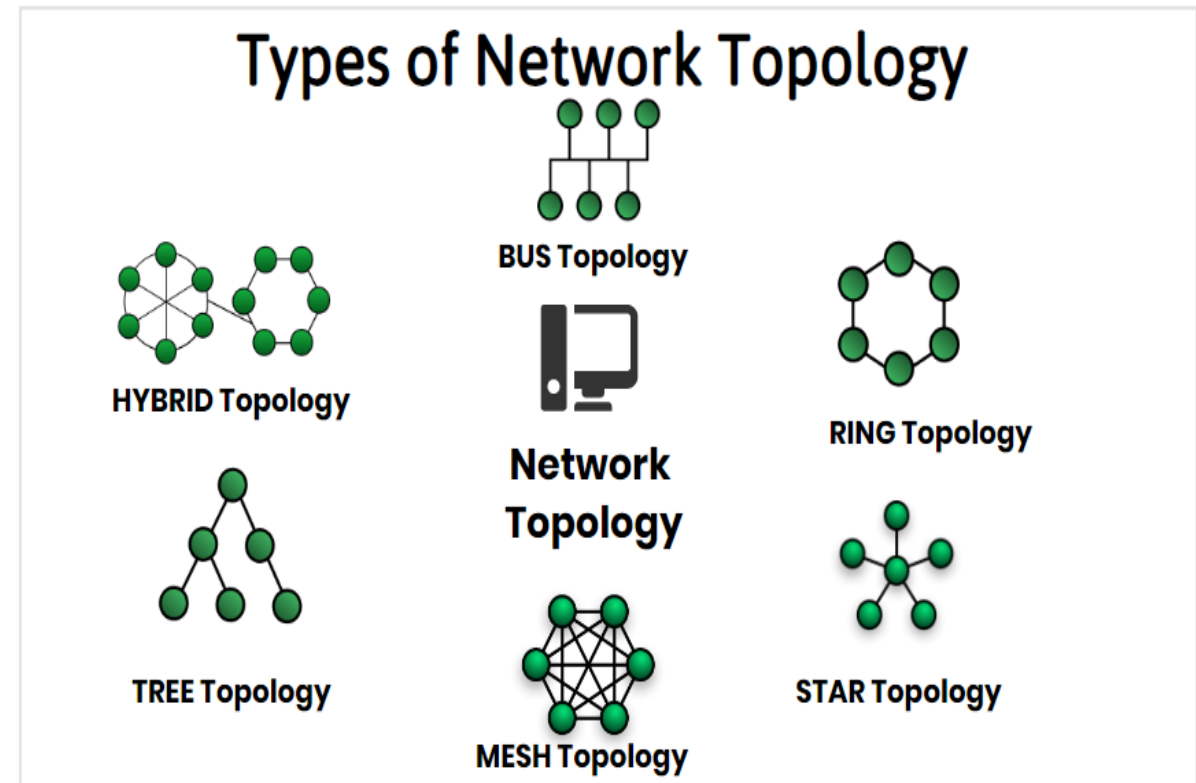 Types of Network Topology
BUS Topology
HYBRID Topology
RING Topology
Network
Topology
TREE Topology
STAR Topology
MESH Topology